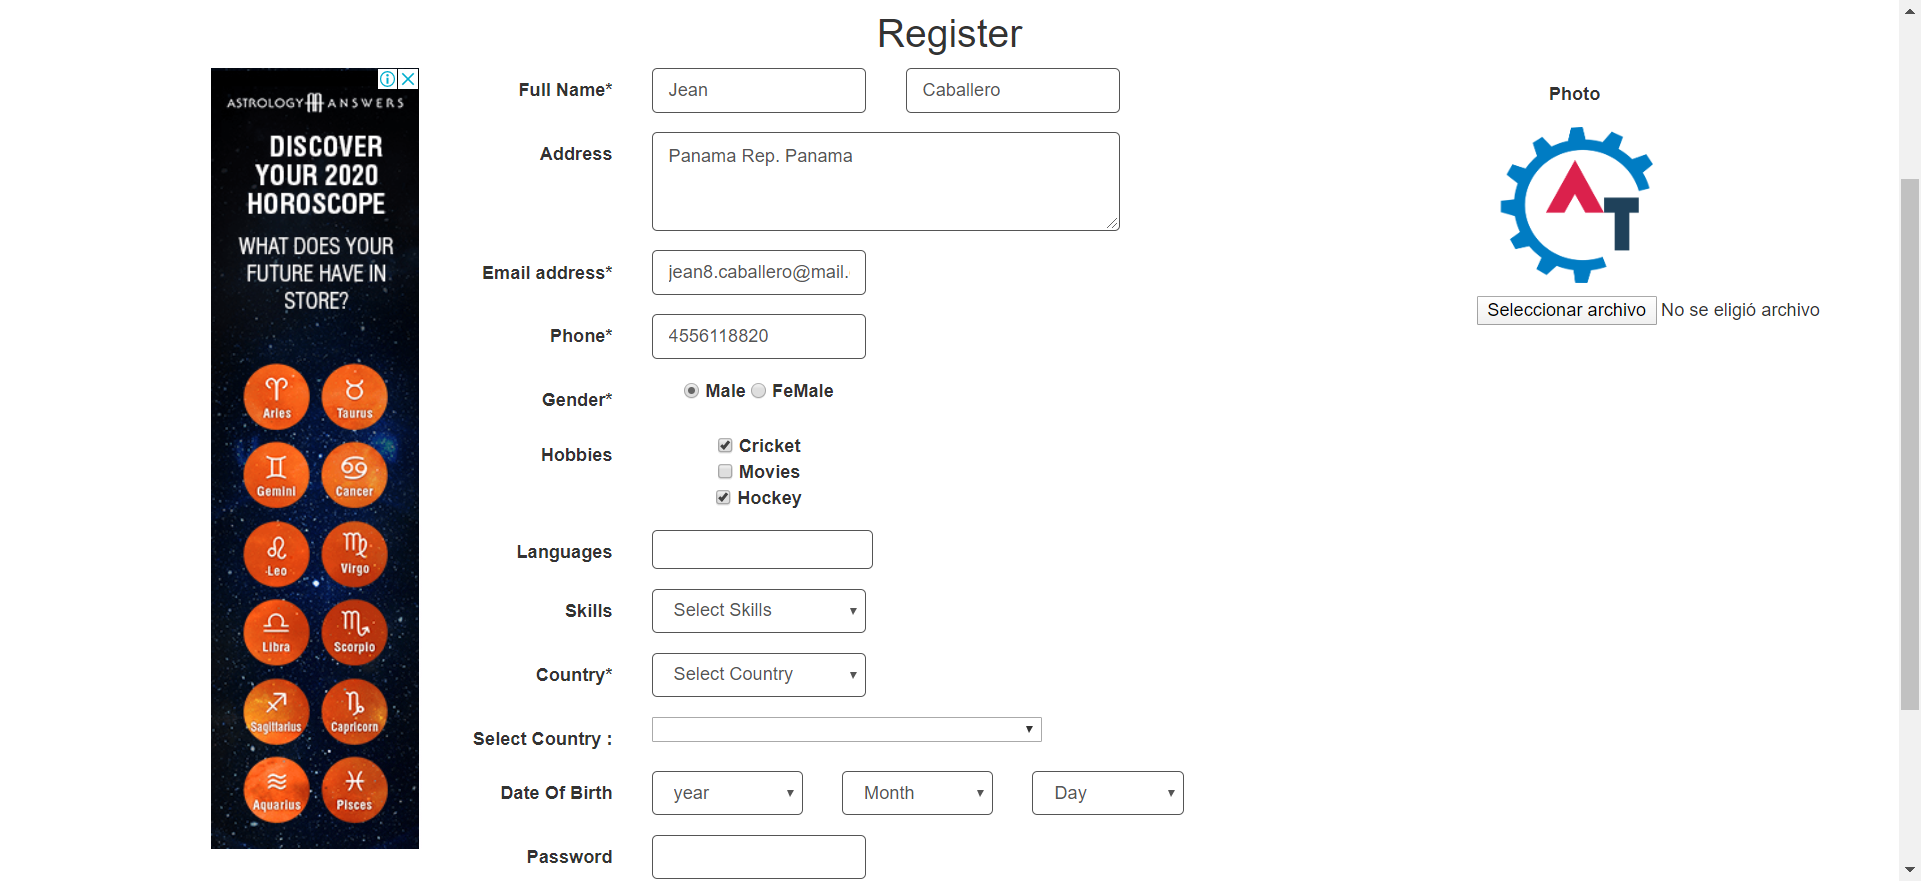 Register
ASTROLOGY ANSWERS
DISCOVER
YOUR 2020
HOROSCOPE
WHAT DOES YOUR
FUTURE HAVE IN
STORE?
Aries Taurus
Gemini Cancer
Leo Virgo
Libra Scorpio
Sagittarius Capricorn
Aquarius Pisces
Full Name* Jean Caballero
Address Panama Rep. Panama
Email address* jean8.caballero@mail.
Phone* 4556118820
Gender* Male FeMale
Hobbies Cricket
Movies
Hockey
Languages
Skills Select Skills
Country* Select Country
Select Country :
Date Of Birth year Month Day
Password
Photo
AT
Seleccionar archivo No se eligió archivo